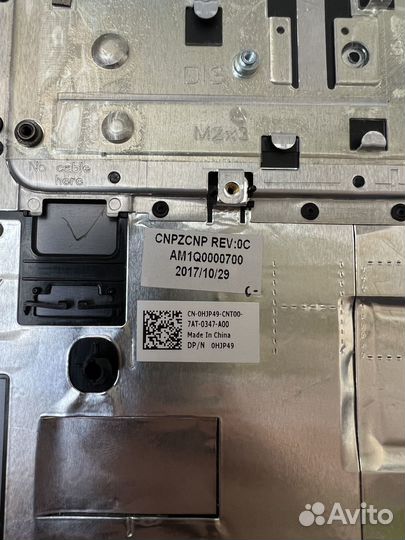 DIS
M2x3
No cable
here
CNPZCNP REV:0C
AM1Q0000700
2017/10/29
C-
CN-0HJP49-CNT00-
7AT-0347-A00
Made In China
DP/N 0HJP49
Avito